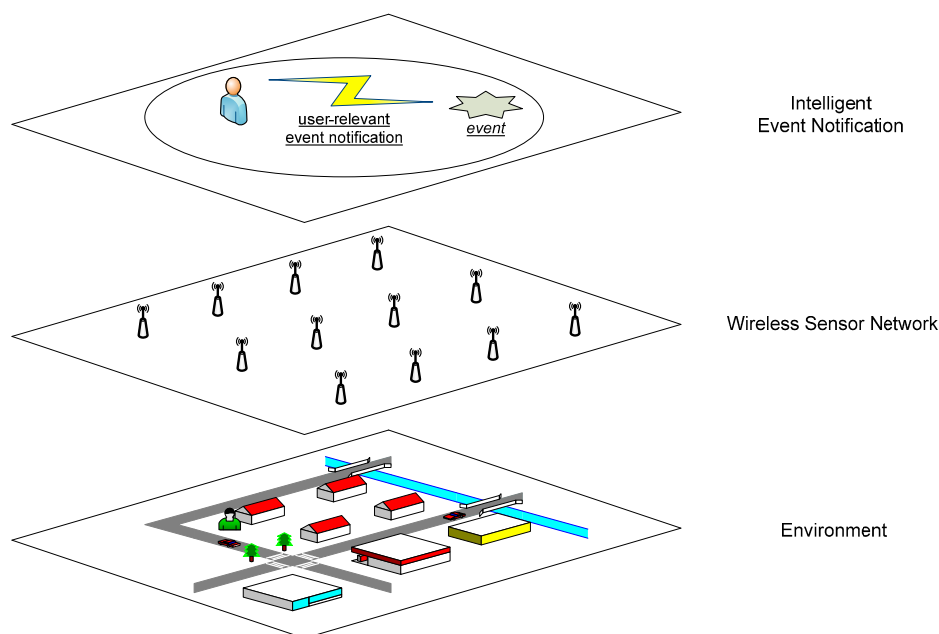 Intelligent
Event Notification
user-relevant
event notification
event
Wireless Sensor Network
Environment